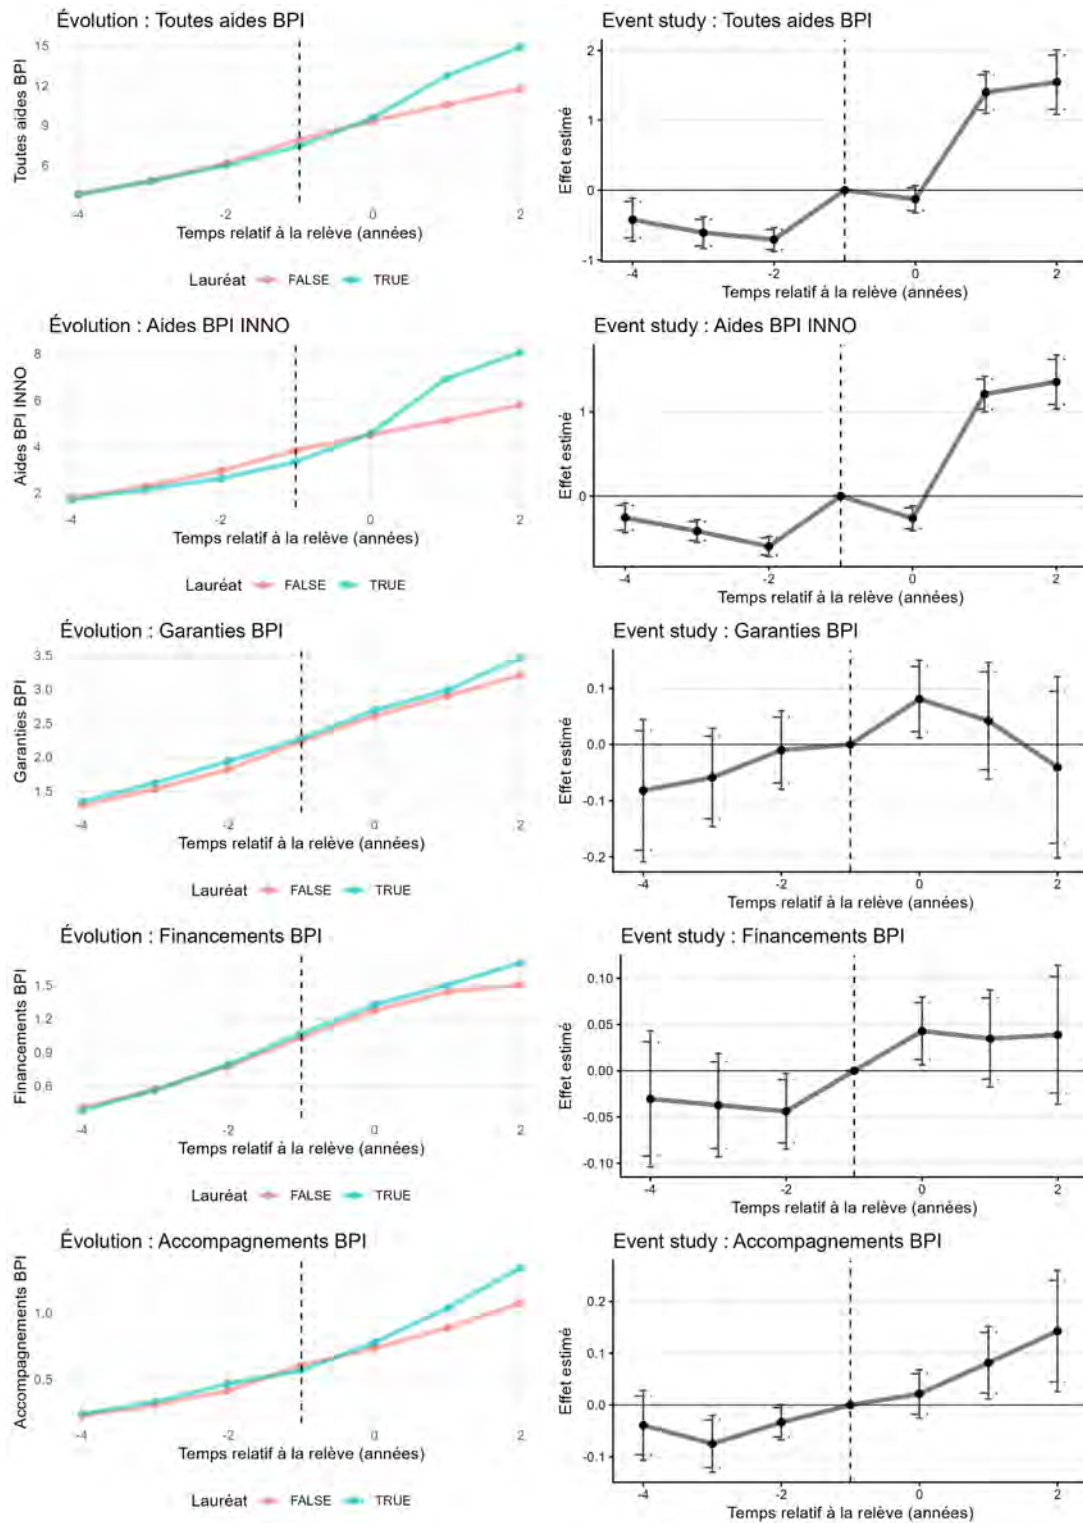 Évolution : Toutes aides BPI
15
12
9
6
Toutes aides BPI
-4
-2
0
2
Temps relatif à la relève (années)
Lauréat FALSE TRUE
Event study : Toutes aides BPI
2
1
0
-1
Effet estimé
-4
-2
0
2
Temps relatif à la relève (années)
Évolution : Aides BPI INNO
8
6
4
2
Aides BPI INNO
-4
-2
0
2
Temps relatif à la relève (années)
Lauréat FALSE TRUE
Event study : Aides BPI INNO
1
0
Effet estimé
-4
-2
0
2
Temps relatif à la relève (années)
Évolution : Garanties BPI
3.5
3.0
2.5
2.0
1.5
Garanties BPI
-4
-2
0
2
Temps relatif à la relève (années)
Lauréat FALSE TRUE
Event study : Garanties BPI
0.1
0.0
-0.1
-0.2
Effet estimé
-4
-2
0
2
Temps relatif à la relève (années)
Évolution : Financements BPI
1.5
1.2
0.9
0.6
Financements BPI
-4
-2
0
2
Temps relatif à la relève (années)
Lauréat FALSE TRUE
Event study : Financements BPI
0.10
0.05
0.00
-0.05
-0.10
Effet estimé
-4
-2
0
2
Temps relatif à la relève (années)
Évolution : Accompagnements BPI
1.0
0.5
Accompagnements BPI
-4
-2
0
2
Temps relatif à la relève (années)
Lauréat FALSE TRUE
Event study : Accompagnements BPI
0.2
0.1
0.0
-0.1
Effet estimé
-4
-2
0
2
Temps relatif à la relève (années)